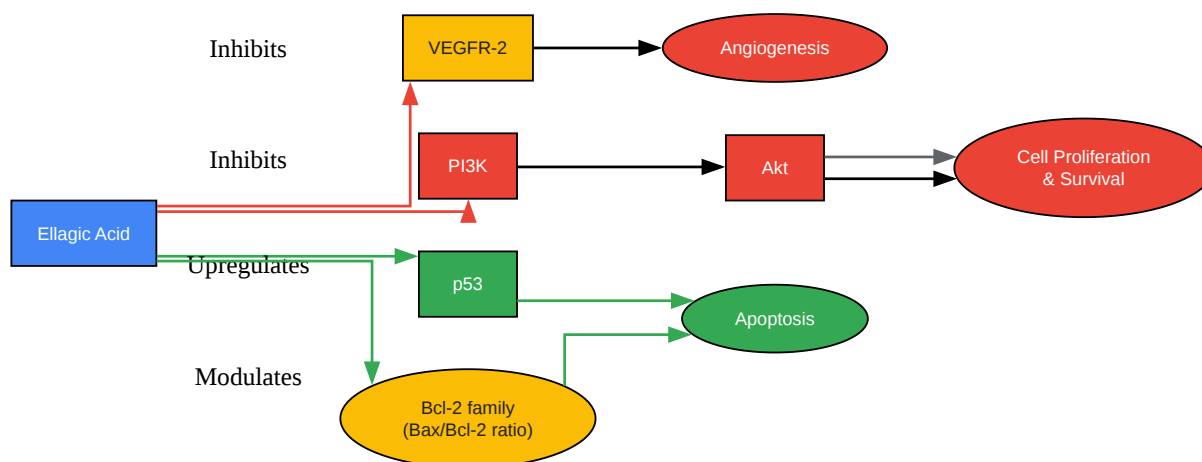 Inhibits
VEGFR-2
Angiogenesis
Inhibits
PI3K
Akt
Cell Proliferation
& Survival
Ellagic Acid
Upregulates
p53
Apoptosis
Modulates
Bcl-2 family
(Bax/Bcl-2 ratio)